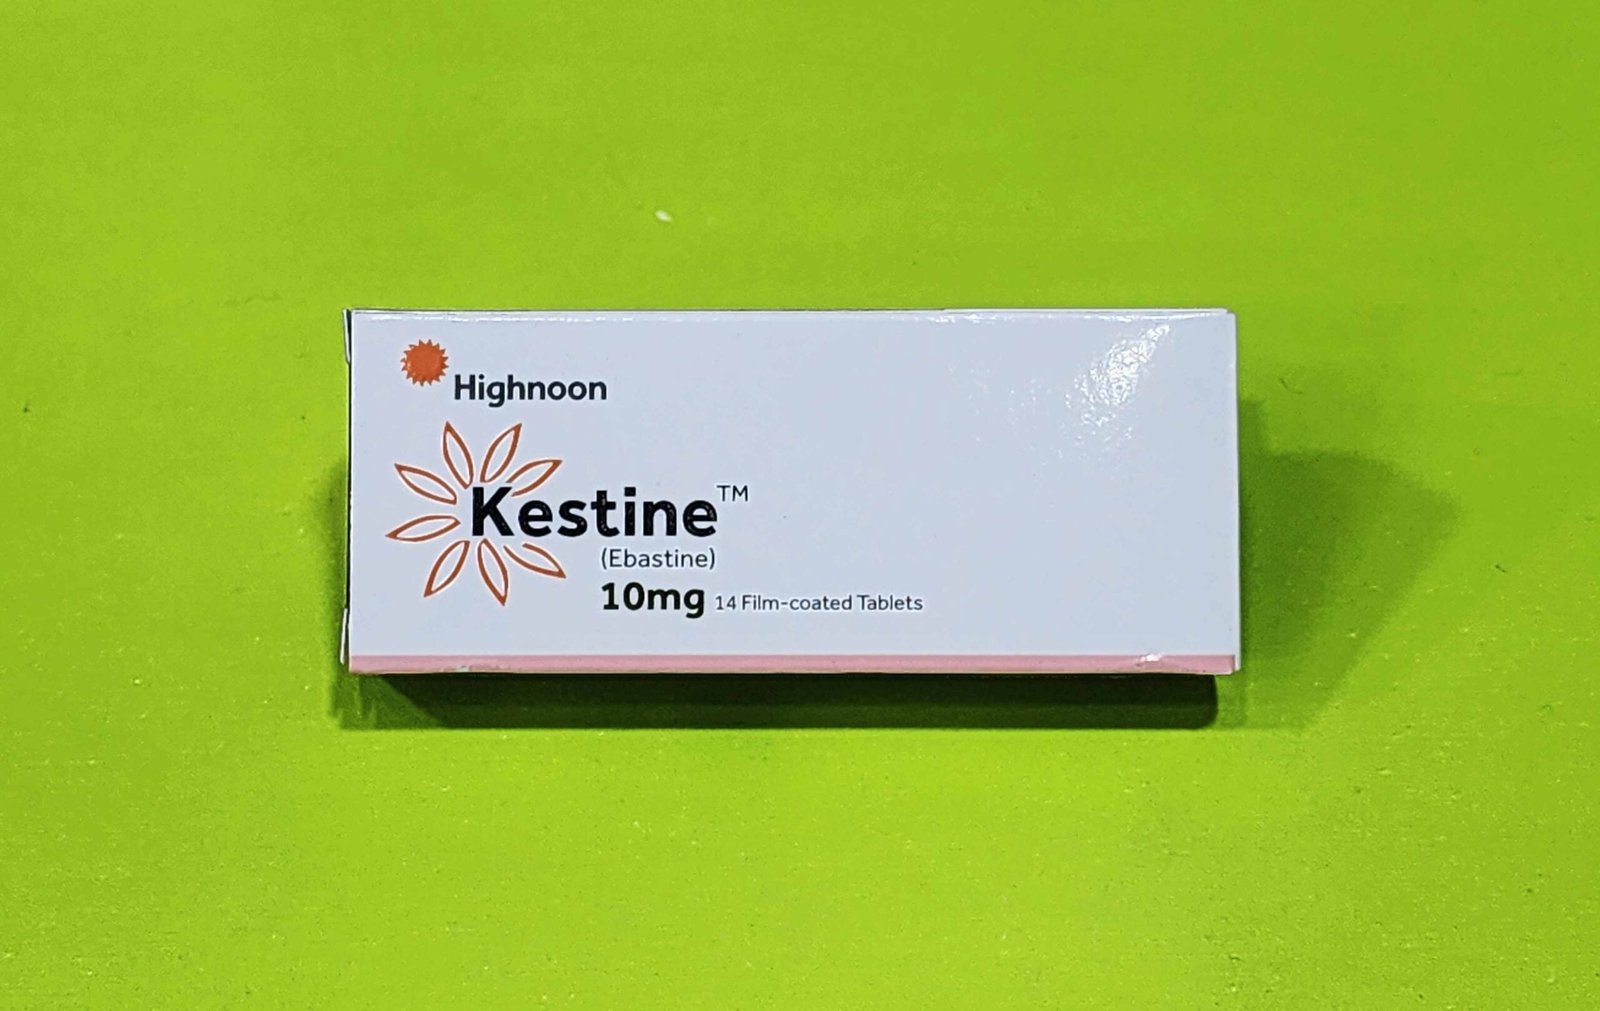 Highnoon
Kestine™
(Ebastine)
10mg 14 Film-coated Tablets